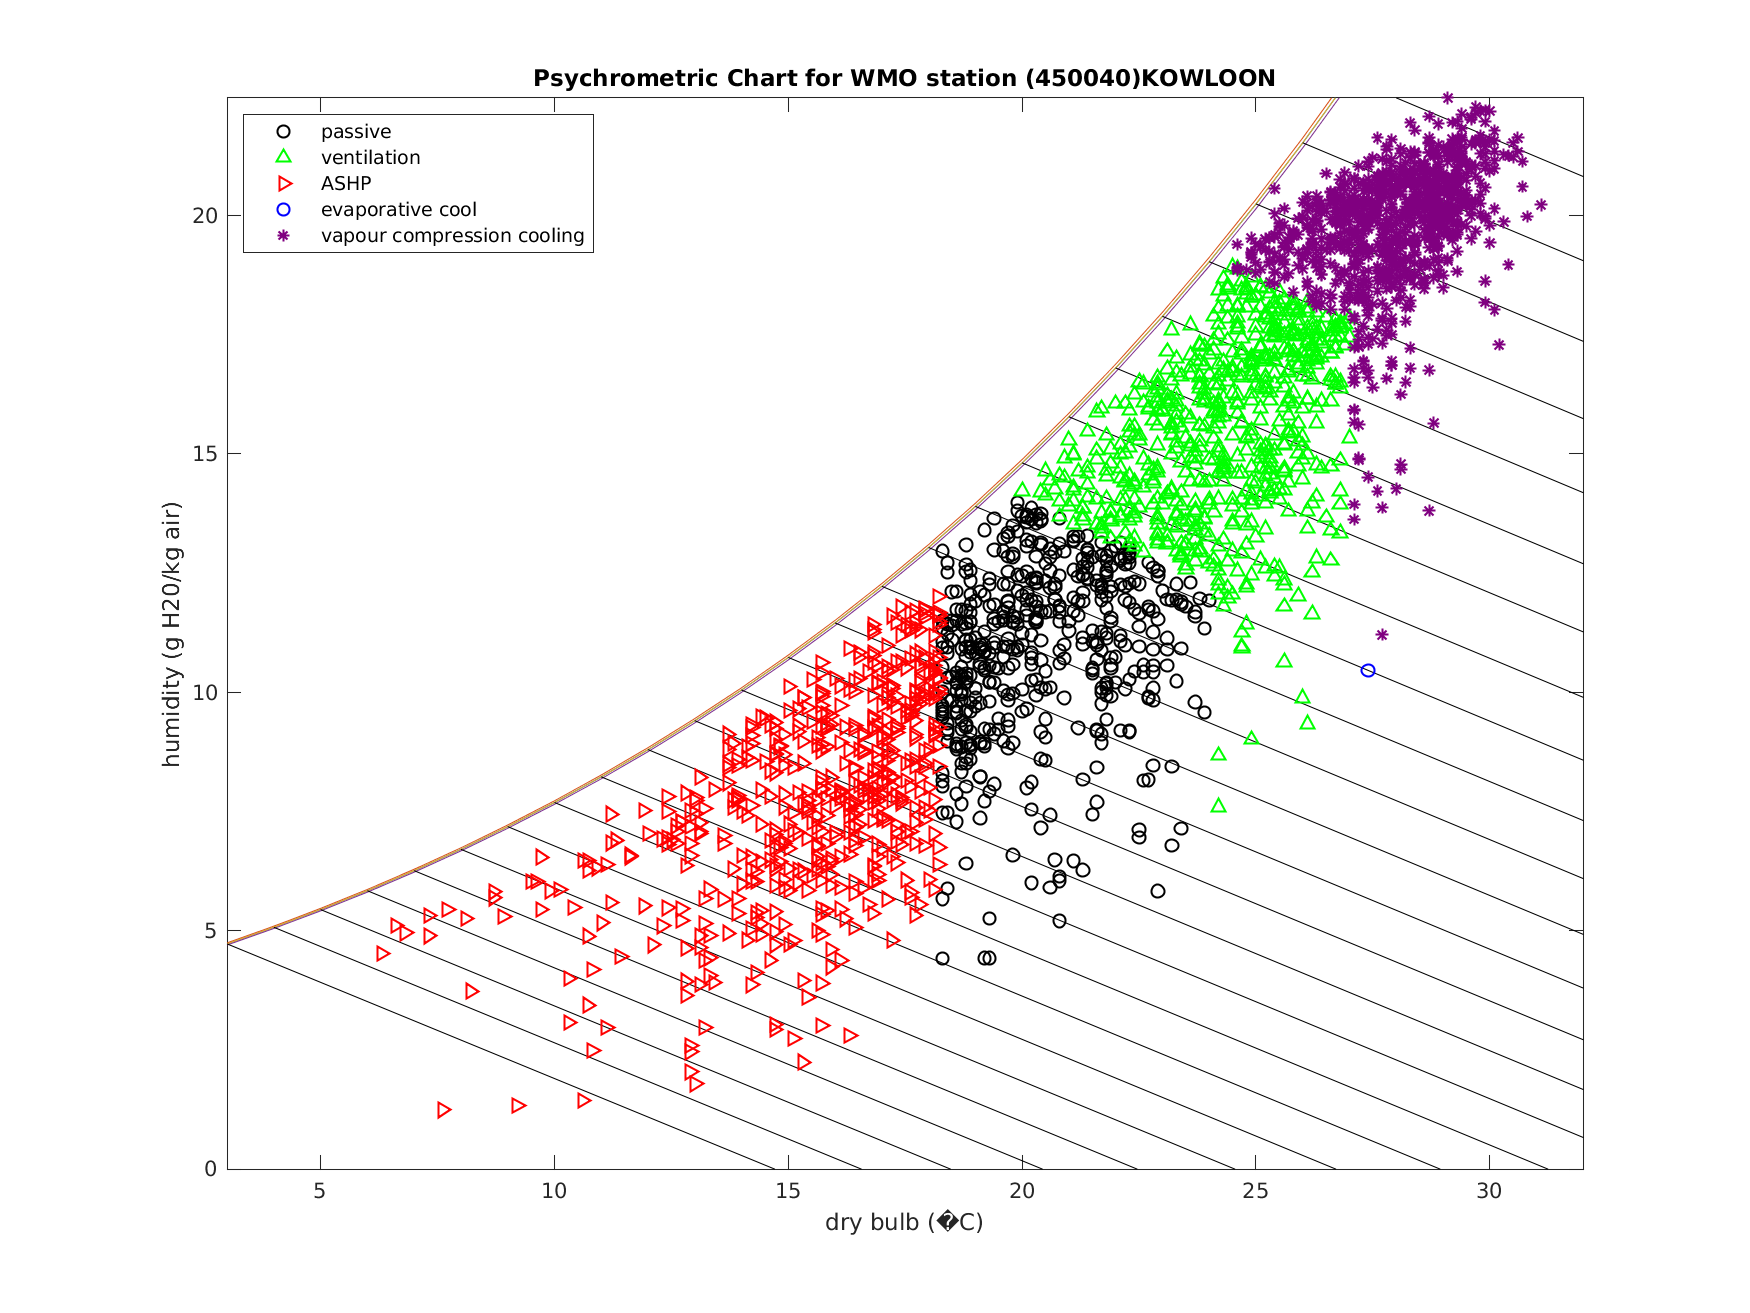 Psychrometric Chart for WMO station (450040)KOWLOON
passive
ventilation
ASHP
evaporative cool
vapour compression cooling
humidity (g H20/kg air)
20
15
10
5
0
5 10 15 20 25 30
dry bulb (�C)